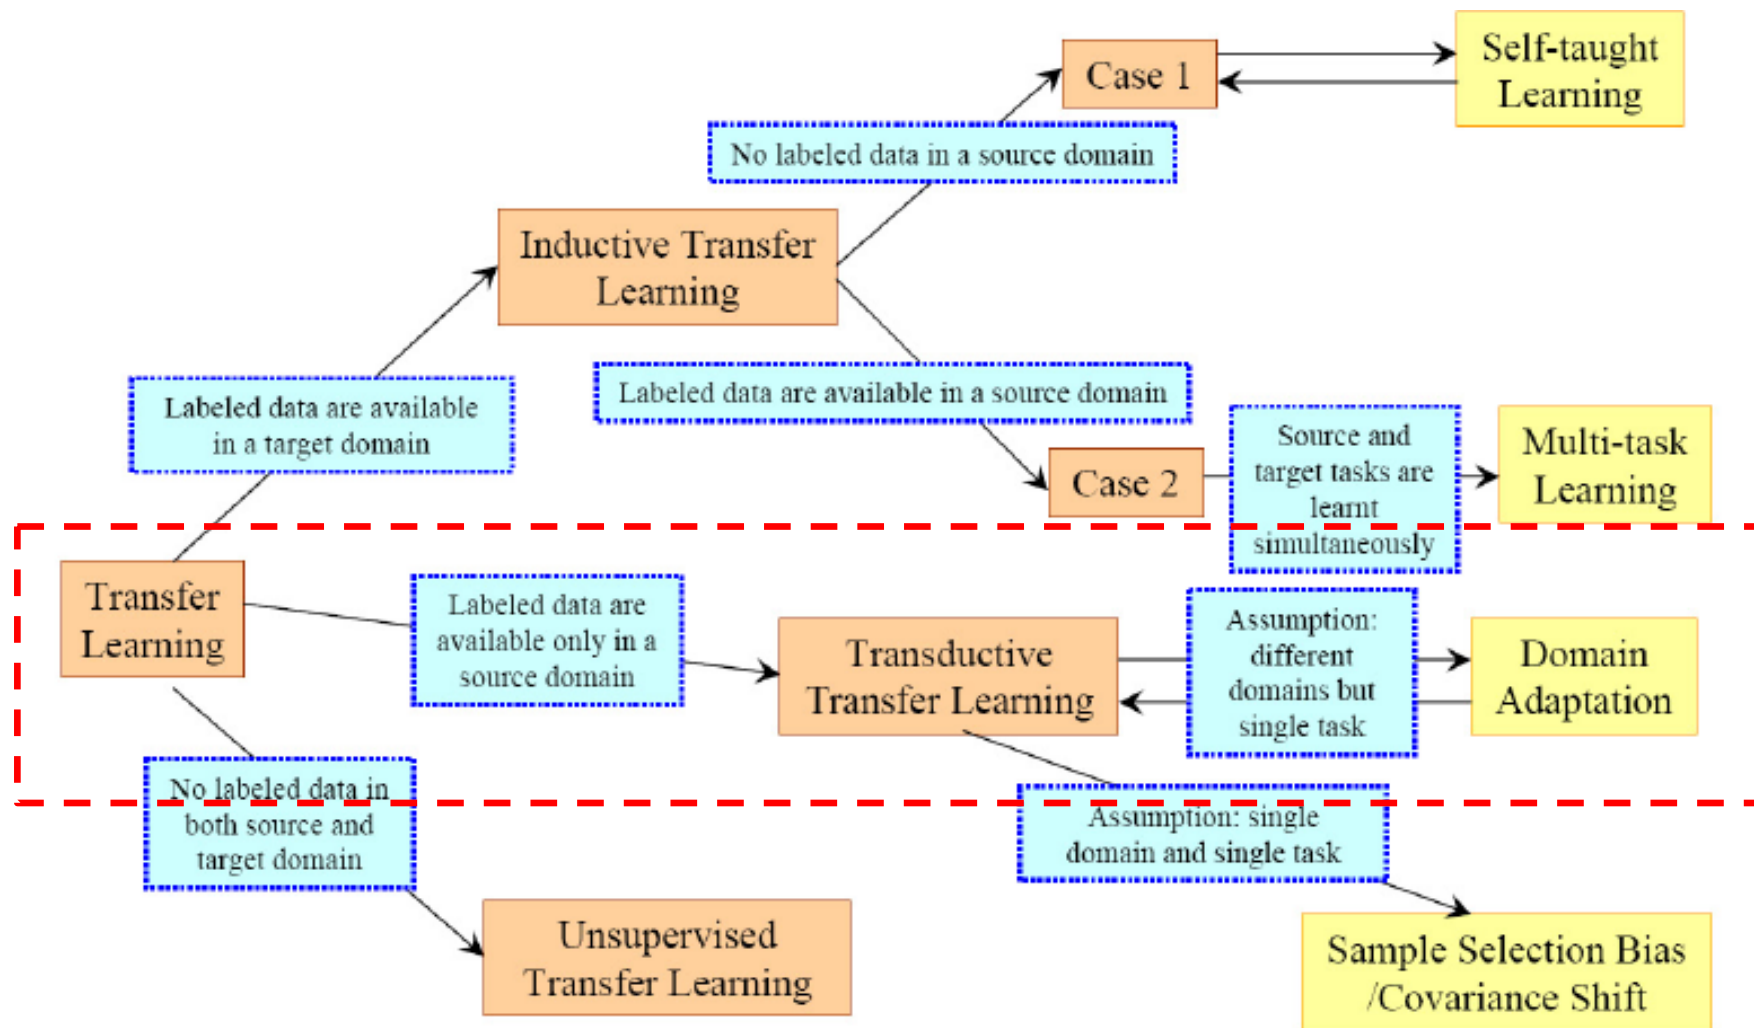 Self-taught
Learning
Case 1
No labeled data in a source domain
Inductive Transfer
Learning
Labeled data are available
in a target domain
Labeled data are available in a source domain
Case 2
Source and
target tasks are
learnt
simultaneously
Multi-task
Learning
Transfer
Learning
Labeled data are
available only in a
source domain
Transductive
Transfer Learning
Assumption:
different
domains but
single task
Domain
Adaptation
No labeled data in
both source and
target domain
Assumption: single
domain and single task
Unsupervised
Transfer Learning
Sample Selection Bias
/Covariance Shift